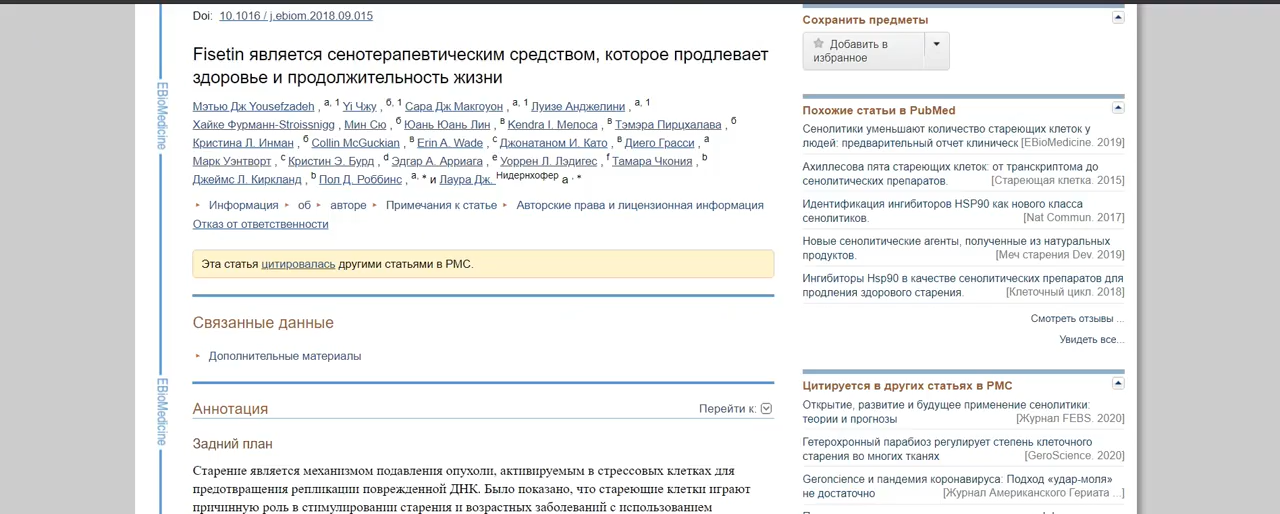 Doi: 10.1016 / j.ebiom.2018.09.015
Fisetin является сенотерапевтическим средством, которое продлевает
здоровье и продолжительность жизни
Мэтью Дж Yousefzadeh , а, 1 Yi Чжу , б, 1 Сара Дж Макгоуон , а, 1 Луизе Анджелини , а, 1
Хайке Фурманн-Stroissnigg , Мин Сю , б Юань Юань Лин , в Kendra I. Мелоса , в Тэмэра Пирцхалава , б
Кристина Л. Инман , б Collin McGuckian , в Erin A. Wade , с Джонатаном И. Като , в Диего Грасси , а
Марк Уэнтворт , с Кристин Э. Бурд , d Эдгар А. Арриага , е Уоррен Л. Лэдигес , f Тамара Чкония , b
Джеймс Л. Киркланд , b Пол Д. Роббинс , а, * и Лаура Дж. Нидернхофер а , *
Информация об авторе Примечания к статье Авторские права и лицензионная информация
Отказ от ответственности
Эта статья цитировалась другими статьями в PMC.
Связанные данные
Дополнительные материалы
Аннотация
Перейти к:
Задний план
Старение является механизмом подавления опухоли, активируемым в стрессовых клетках для
предотвращения репликации поврежденной ДНК. Было показано, что стареющие клетки играют
причинную роль в стимулировании старения и возрастных заболеваний с использованием
EBioMedicine
EBioMedicine
Сохранить предметы
Добавить в
избранное
Похожие статьи в PubMed
Сенолитики уменьшают количество стареющих клеток у
людей: предварительный отчет клиническ [EBioMedicine. 2019]
Ахиллесова пята стареющих клеток: от транскриптома до
сенолитических препаратов. [Стареющая клетка. 2015]
Идентификация ингибиторов HSP90 как нового класса
сенолитиков. [Nat Commun. 2017]
Новые сенолитические агенты, полученные из натуральных
продуктов. [Меч старения Dev. 2019]
Ингибиторы Hsp90 в качестве сенолитических препаратов для
продления здорового старения. [Клеточный цикл. 2018]
Смотреть отзывы ...
Увидеть все...
Цитируется в других статьях в PMC
Открытие, развитие и будущее применение сенолитики:
теории и прогнозы [Журнал FEBS. 2020]
Гетерохронный парабиоз регулирует степень клеточного
старения во многих тканях [GeroScience. 2020]
Geroncience и пандемия коронавируса: Подход «удар-моля»
не достаточно [Журнал Американского Гериата ...]